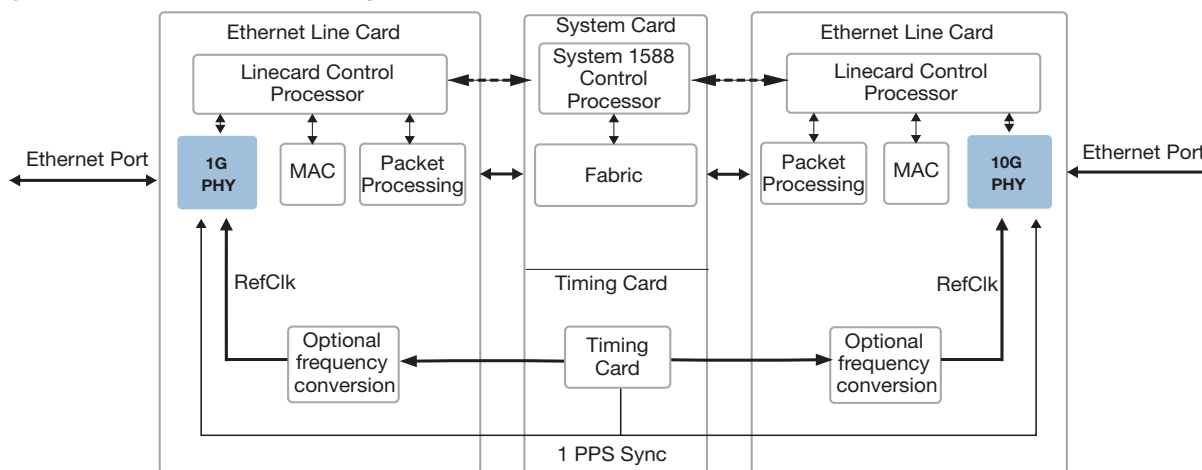 Ethernet Line Card
Linecard Control
Processor
Ethernet Port
1G
PHY
MAC
Packet
Processing
RefClk
Optional
frequency
conversion
System Card
System 1588
Control
Processor
Fabric
Timing Card
Timing
Card
1 PPS Sync
Ethernet Line Card
Linecard Control
Processor
Packet
Processing
MAC
10G
PHY
Ethernet Port
RefClk
Optional
frequency
conversion